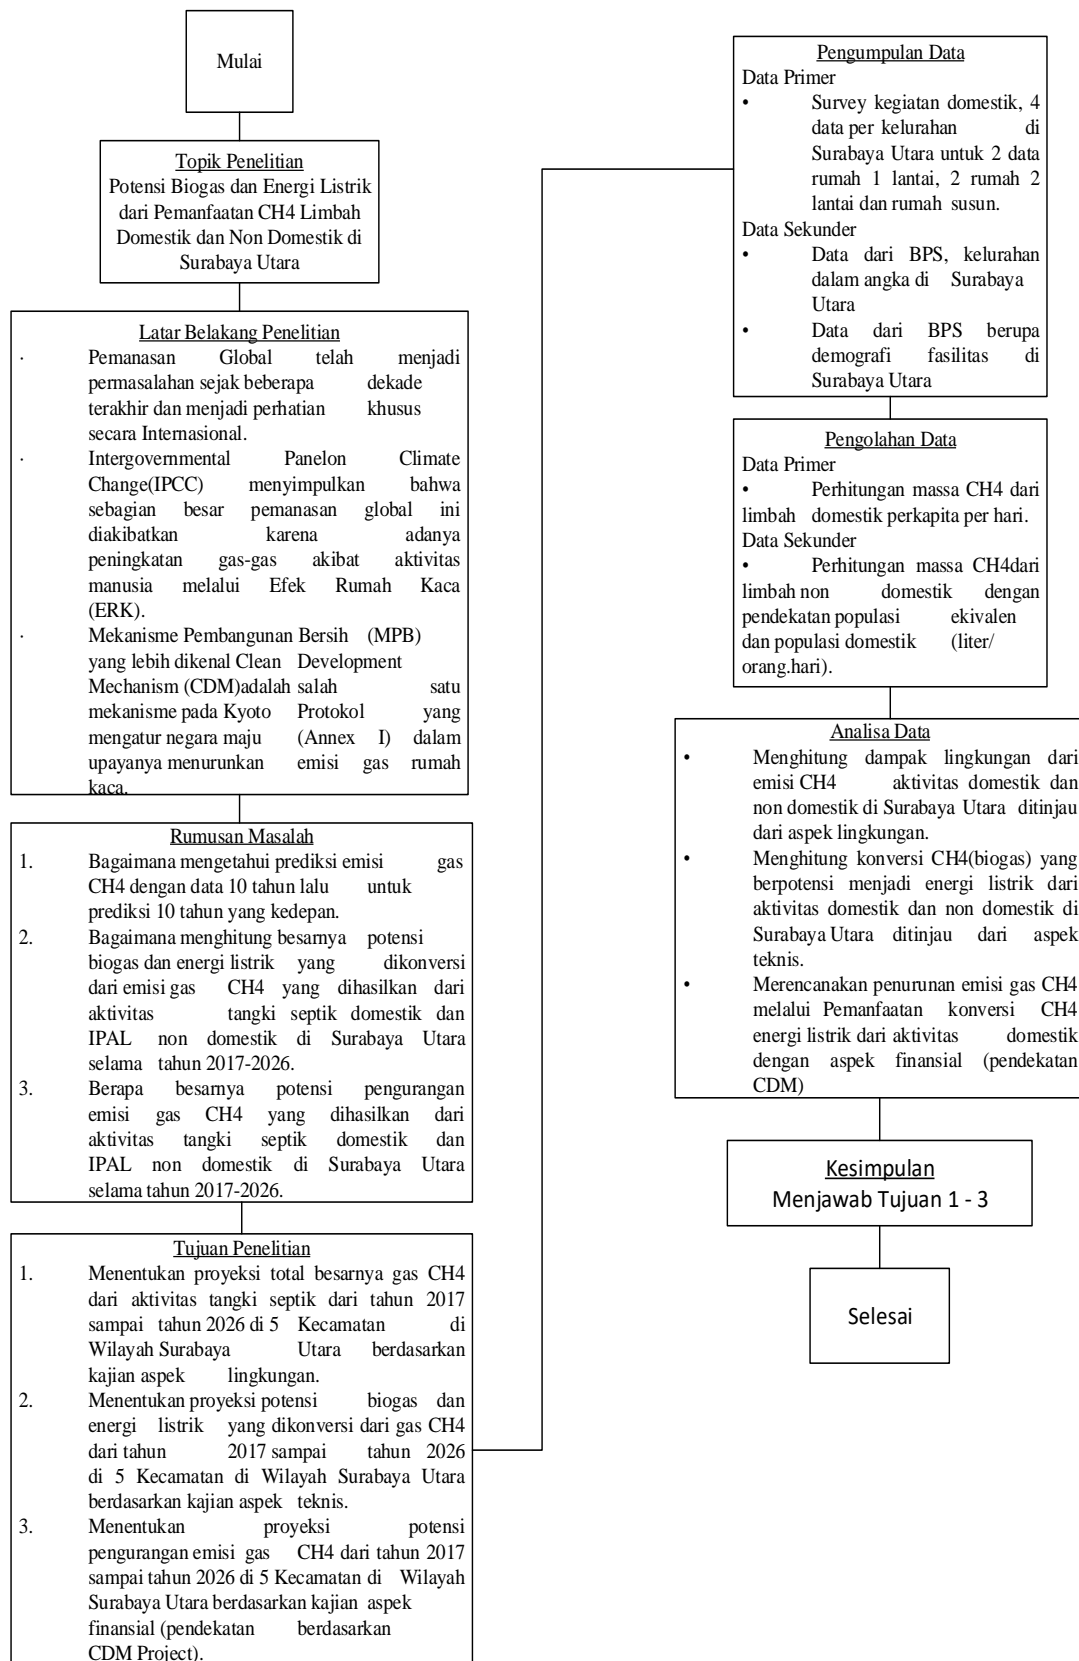 Mulai
Topik Penelitian
Potensi Biogas dan Energi Listrik
dari Pemanfaatan CH4 Limbah
Domestik dan Non Domestik di
Surabaya Utara
Latar Belakang Penelitian
· Pemanasan Global telah menjadi
permasalahan sejak beberapa dekade
terakhir dan menjadi perhatian khusus
secara Internasional.
· Intergovernmental Panelon Climate
Change(IPCC) menyimpulkan bahwa
sebagian besar pemanasan global ini
diakibatkan karena adanya
peningkatan gas-gas akibat aktivitas
manusia melalui Efek Rumah Kaca
(ERK).
· Mekanisme Pembangunan Bersih (MPB)
yang lebih dikenal Clean Development
Mechanism (CDM)adalah salah satu
mekanisme pada Kyoto Protokol yang
mengatur negara maju (Annex I) dalam
upayanya menurunkan emisi gas rumah
kaca.
Rumusan Masalah
1. Bagaimana mengetahui prediksi emisi gas
CH4 dengan data 10 tahun lalu untuk
prediksi 10 tahun yang kedepan.
2. Bagaimana menghitung besarnya potensi
biogas dan energi listrik yang dikonversi
dari emisi gas CH4 yang dihasilkan dari
aktivitas tangki septik domestik dan
IPAL non domestik di Surabaya Utara
selama tahun 2017-2026.
3. Berapa besarnya potensi pengurangan
emisi gas CH4 yang dihasilkan dari
aktivitas tangki septik domestik dan
IPAL non domestik di Surabaya Utara
selama tahun 2017-2026.
Tujuan Penelitian
1. Menentukan proyeksi total besarnya gas CH4
dari aktivitas tangki septik dari tahun 2017
sampai tahun 2026 di 5 Kecamatan di
Wilayah Surabaya Utara berdasarkan
kajian aspek lingkungan.
2. Menentukan proyeksi potensi biogas dan
energi listrik yang dikonversi dari gas CH4
dari tahun 2017 sampai tahun 2026
di 5 Kecamatan di Wilayah Surabaya Utara
berdasarkan kajian aspek teknis.
3. Menentukan proyeksi potensi
pengurangan emisi gas CH4 dari tahun 2017
sampai tahun 2026 di 5 Kecamatan di Wilayah
Surabaya Utara berdasarkan kajian aspek
finansial (pendekatan berdasarkan
CDM Project).
Pengumpulan Data
Data Primer
• Survey kegiatan domestik, 4
data per kelurahan di
Surabaya Utara untuk 2 data
rumah 1 lantai, 2 rumah 2
lantai dan rumah susun.
Data Sekunder
• Data dari BPS, kelurahan
dalam angka di Surabaya
Utara
• Data dari BPS berupa
demografi fasilitas di
Surabaya Utara
Pengolahan Data
Data Primer
• Perhitungan massa CH4 dari
limbah domestik perkapita per hari.
Data Sekunder
• Perhitungan massa CH4dari
limbah non domestik dengan
pendekatan populasi ekivalen
dan populasi domestik (liter/
orang.hari).
Analisa Data
• Menghitung dampak lingkungan dari
emisi CH4 aktivitas domestik dan
non domestik di Surabaya Utara ditinjau
dari aspek lingkungan.
• Menghitung konversi CH4(biogas) yang
berpotensi menjadi energi listrik dari
aktivitas domestik dan non domestik di
Surabaya Utara ditinjau dari aspek
teknis.
• Merencanakan penurunan emisi gas CH4
melalui Pemanfaatan konversi CH4
energi listrik dari aktivitas domestik
dengan aspek finansial (pendekatan
CDM)
Kesimpulan
Menjawab Tujuan 1 - 3
Selesai